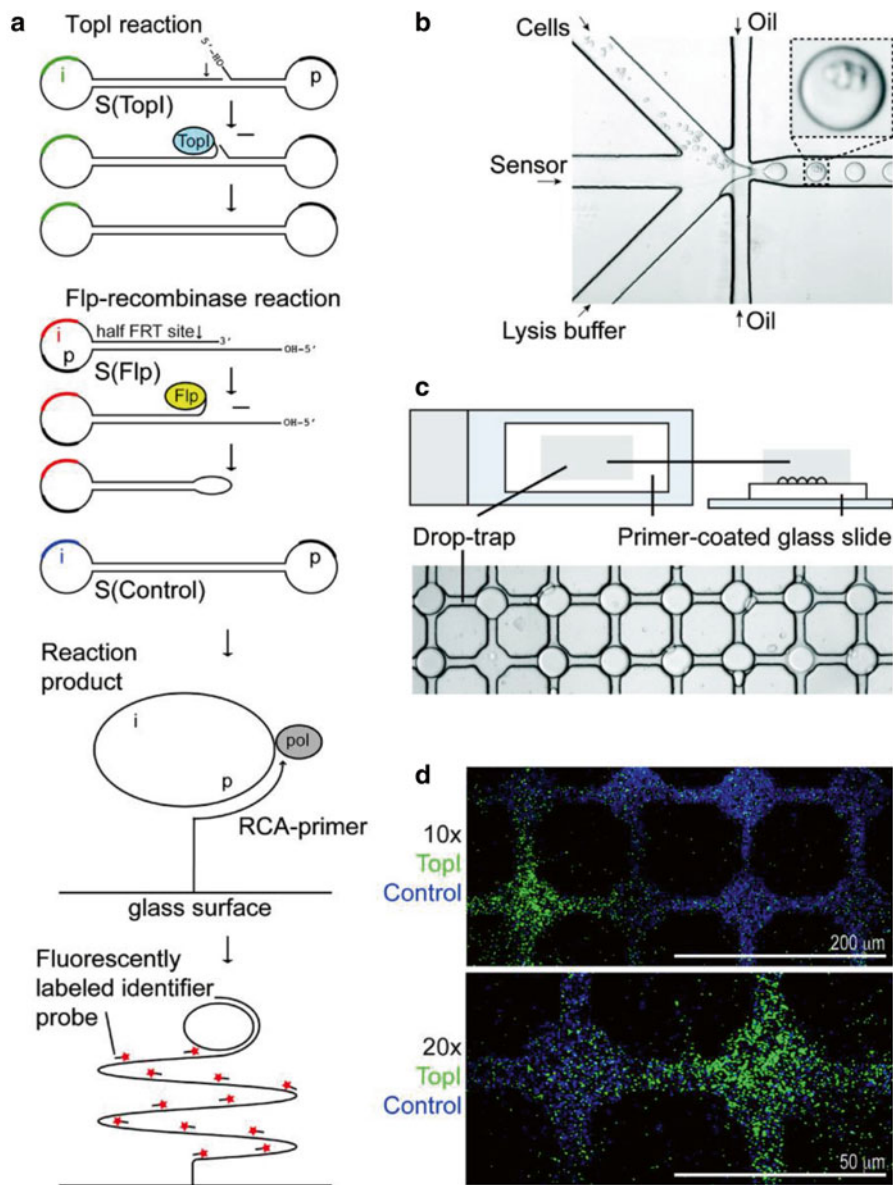 a
TopI reaction
5'-HO
i
p
S(TopI)
TopI
Flp-recombinase reaction
half FRT site
3'
i
p
OH-5'
S(Flp)
Flp
OH-5'
i
p
S(Control)
Reaction
product
i
pol
p
RCA-primer
glass surface
Fluorescently
labeled identifier
probe
b
Cells
Oil
Sensor
Lysis buffer
Oil
c
Drop-trap
Primer-coated glass slide
d
10x
TopI
Control
200 µm
20x
TopI
Control
50 µm